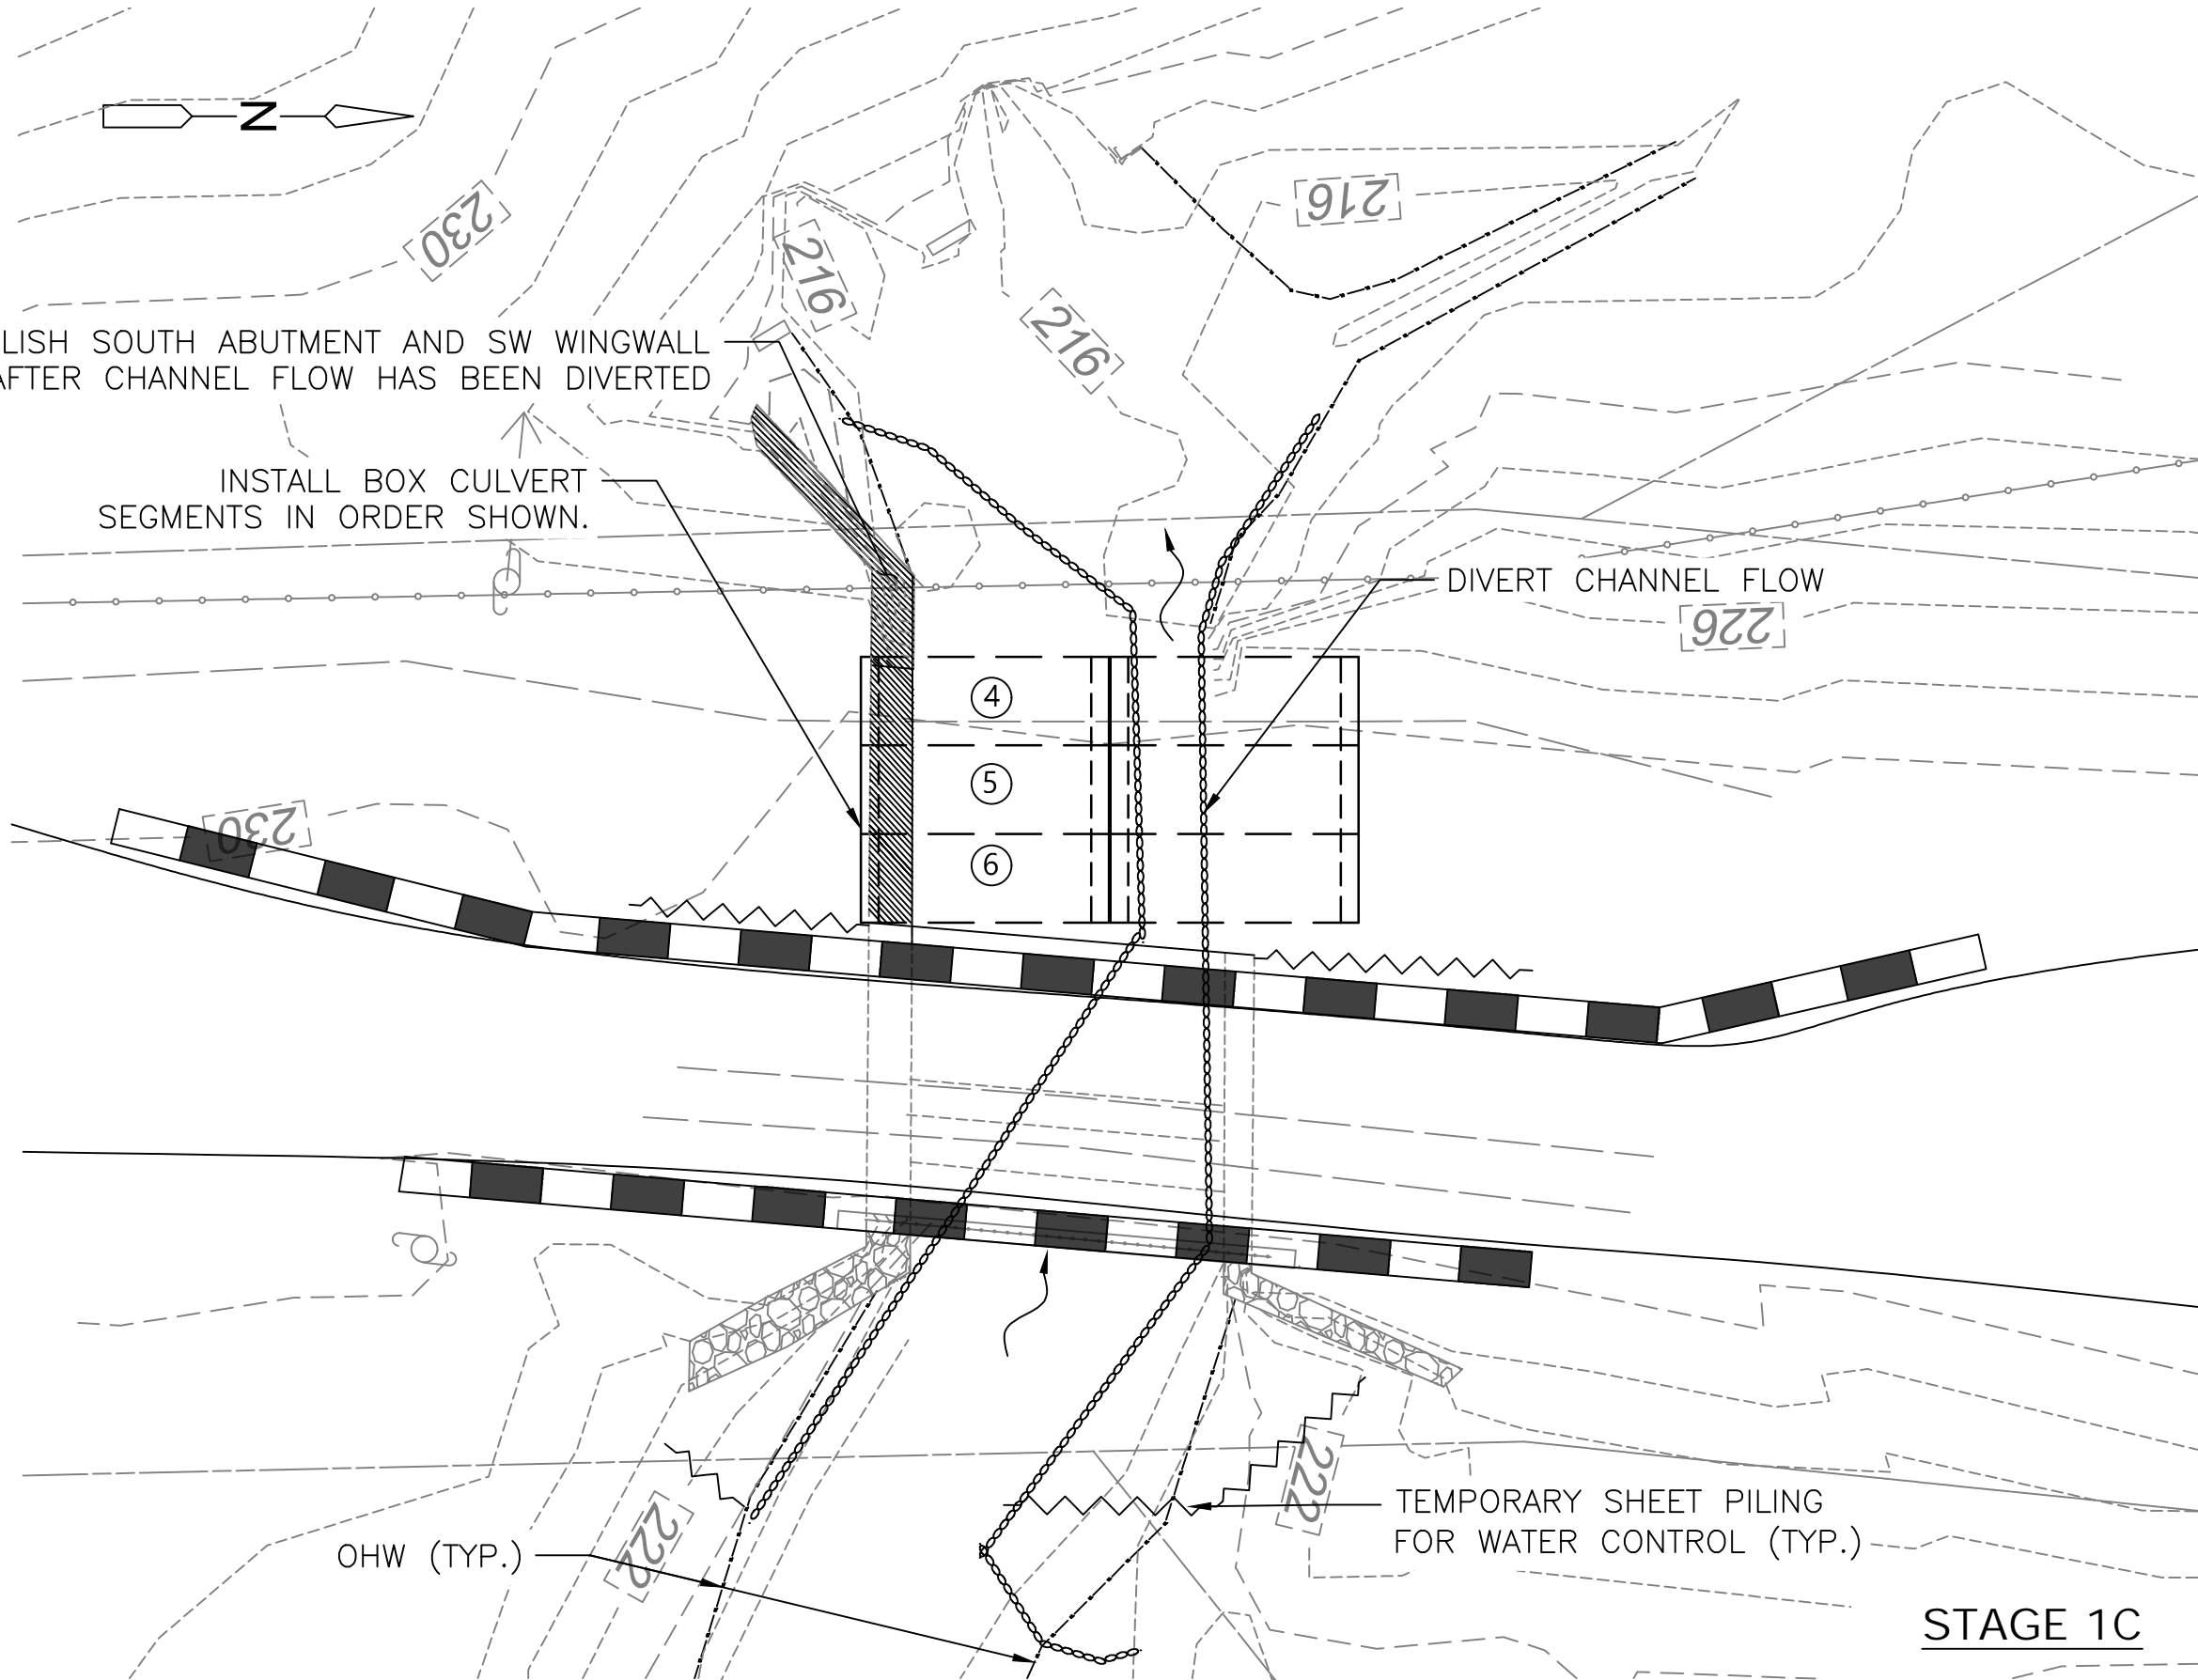 N
230
216
216
216
LISH SOUTH ABUTMENT AND SW WINGWALL
AFTER CHANNEL FLOW HAS BEEN DIVERTED
INSTALL BOX CULVERT
SEGMENTS IN ORDER SHOWN.
DIVERT CHANNEL FLOW
226
4
5
6
230
222
222
TEMPORARY SHEET PILING
FOR WATER CONTROL (TYP.)
OHW (TYP.)
STAGE 1C